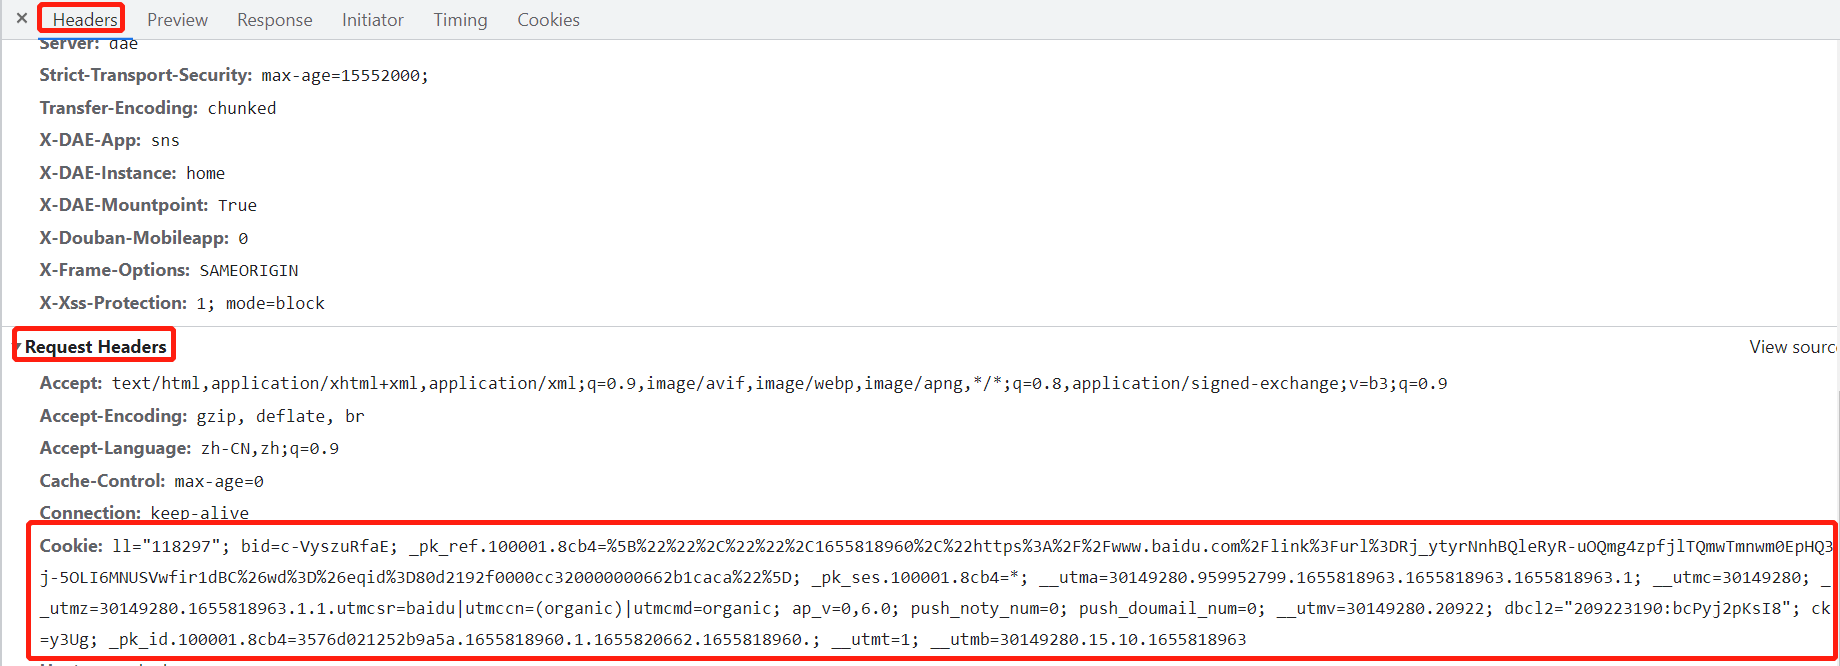 × Headers Preview Response Initiator Timing Cookies
Server: dae
Strict-Transport-Security: max-age=15552000;
Transfer-Encoding: chunked
X-DAE-App: sns
X-DAE-Instance: home
X-DAE-Mountpoint: True
X-Douban-Mobileapp: 0
X-Frame-Options: SAMEORIGIN
X-Xss-Protection: 1; mode=block
▼ Request Headers View sourc
Accept: text/html,application/xhtml+xml,application/xml;q=0.9,image/avif,image/webp,image/apng,*/*;q=0.8,application/signed-exchange;v=b3;q=0.9
Accept-Encoding: gzip, deflate, br
Accept-Language: zh-CN,zh;q=0.9
Cache-Control: max-age=0
Connection: keep-alive
Cookie: ll="118297"; bid=c-VyszuRfaE; _pk_ref.100001.8cb4=%5B%22%22%2C%22%22%2C1655818960%2C%22https%3A%2F%2Fwww.baidu.com%2Flink%3Furl%3DRj_ytyrNnhBQleRyR-uOQmg4zpfjlTQmwTmnwm0EpHQ3
j-5OLI6MNUSVwfir1dBC%26wd%3D%26eqid%3D80d2192f0000cc320000000662b1caca%22%5D; _pk_ses.100001.8cb4=*; __utma=30149280.959952799.1655818963.1655818963.1655818963.1; __utmc=30149280; _
_utmz=30149280.1655818963.1.1.utmcsr=baidu|utmccn=(organic)|utmcmd=organic; ap_v=0,6.0; push_noty_num=0; push_doumail_num=0; __utmv=30149280.20922; dbcl2="209223190:bcPyj2pKsI8"; ck
=y3Ug; _pk_id.100001.8cb4=3576d021252b9a5a.1655818960.1.1655820662.1655818960.; __utmt=1; __utmb=30149280.15.10.1655818963